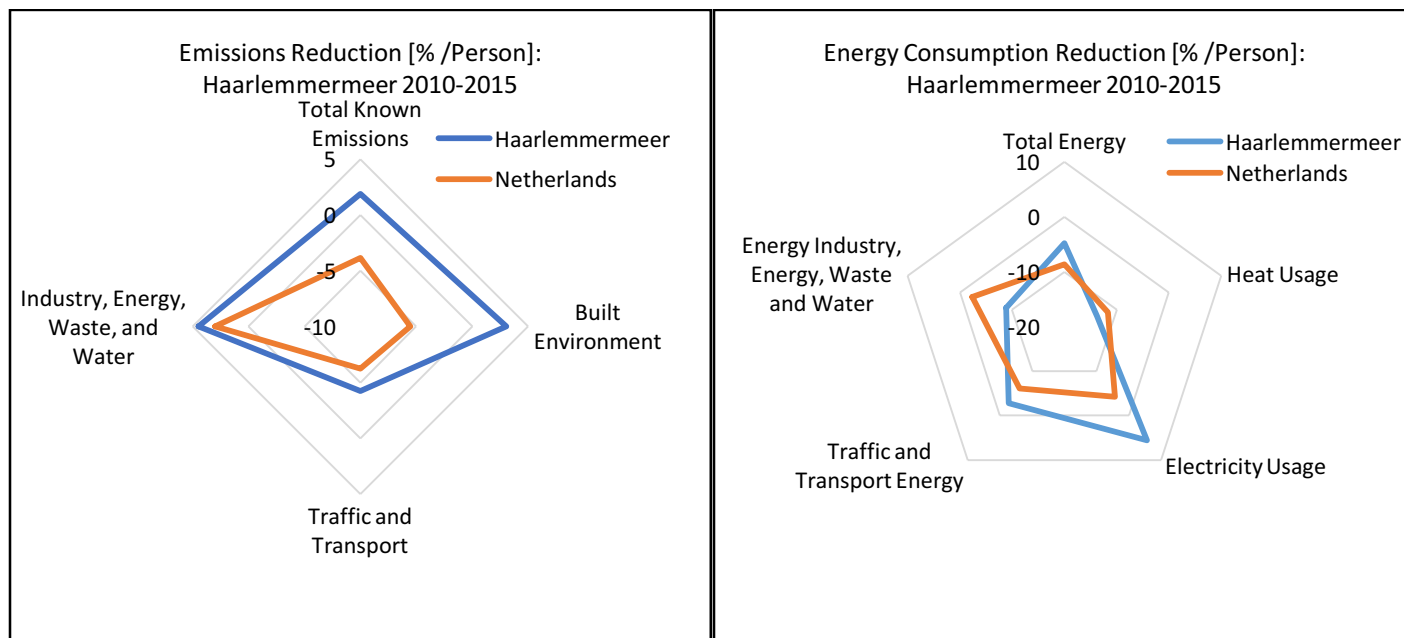 Emissions Reduction [% /Person]:
Haarlemmermeer 2010-2015
Total Known
Emissions
Haarlemmermeer
Netherlands
5
0
-5
-10
Industry, Energy,
Waste, and
Water
Built
Environment
Traffic and
Transport
Energy Consumption Reduction [% /Person]:
Haarlemmermeer 2010-2015
Total Energy
Haarlemmermeer
Netherlands
10
0
-10
-20
Energy Industry,
Energy, Waste
and Water
Heat Usage
Traffic and
Transport Energy
Electricity Usage